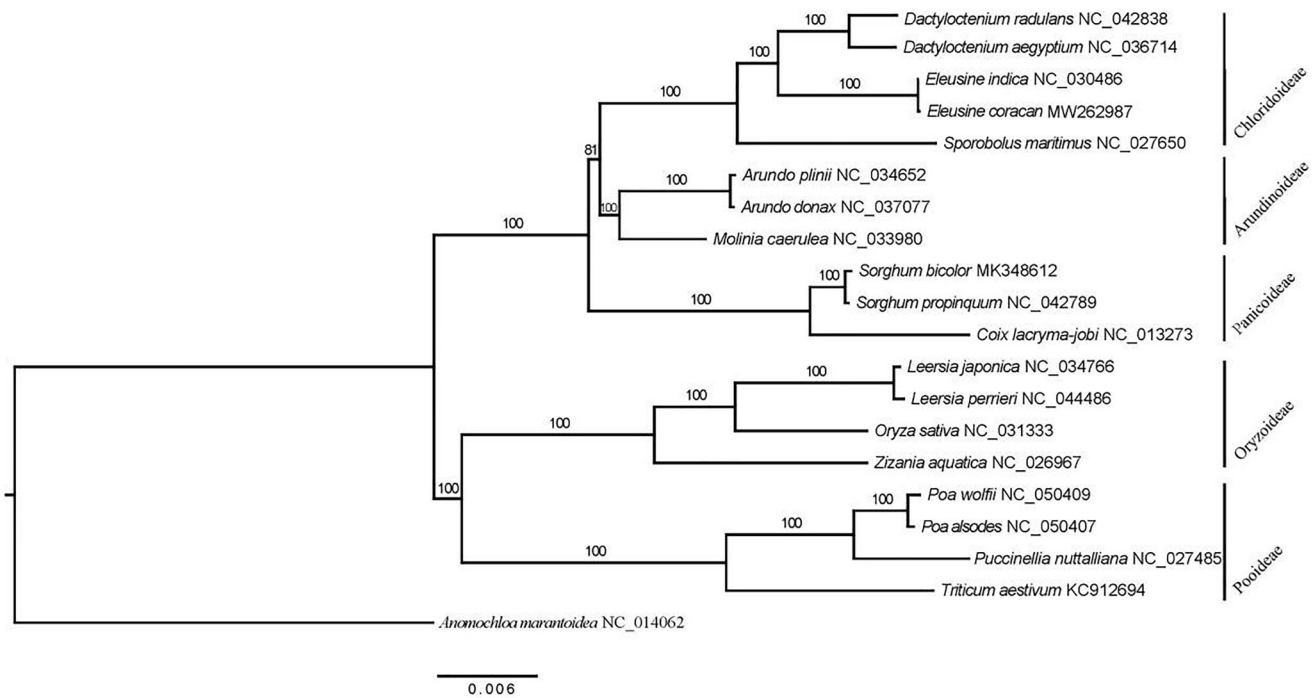 100
Dactyloctenium radulans NC_042838
Dactyloctenium aegyptium NC_036714
100
100
Eleusine indica NC_030486
Eleusine coracan MW262987
100
Sporobolus maritimus NC_027650
Chloridoideae
81
100
Arundo plinii NC_034652
Arundo donax NC_037077
100
Molinia caerulea NC_033980
Arundinoideae
100
100
Sorghum bicolor MK348612
Sorghum propinquum NC_042789
100
Coix lacryma-jobi NC_013273
Panicoideae
100
Leersia japonica NC_034766
Leersia perrieri NC_044486
100
Oryza sativa NC_031333
100
Zizania aquatica NC_026967
Oryzoideae
100
100
Poa wolfii NC_050409
Poa alsodes NC_050407
100
Puccinellia nuttalliana NC_027485
100
Triticum aestivum KC912694
Pooideae
Anomochloa marantoidea NC_014062
0.006